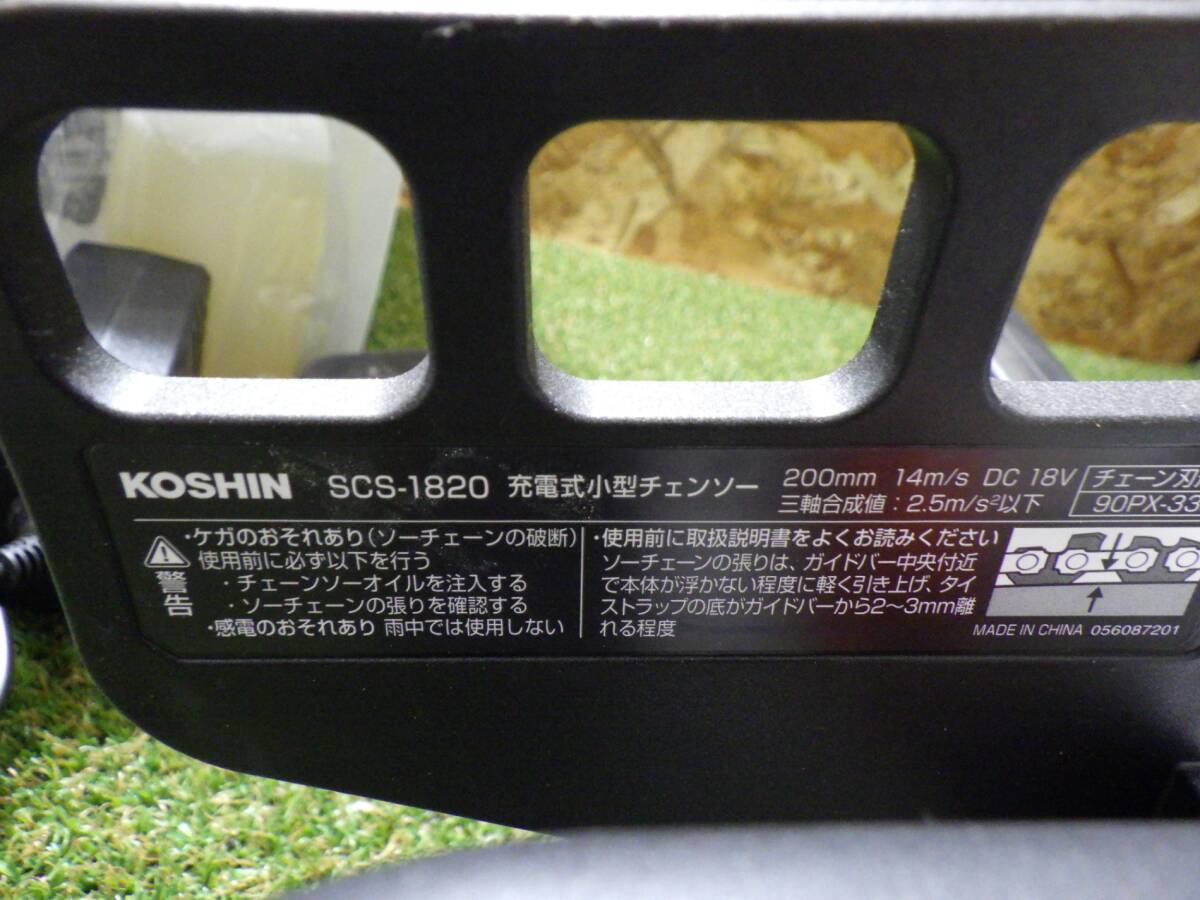 KOSHIN SCS-1820 充電式小型チェンソー 200mm 14m/s DC 18V チェーン刃
三軸合成値：2.5m/s²以下 90PX-33
警告
・ケガのおそれあり（ソーチェーンの破断）
使用前に必ず以下を行う
・チェーンソーオイルを注入する
・ソーチェーンの張りを確認する
・感電のおそれあり 雨中では使用しない
・使用前に取扱説明書をよくお読みください
ソーチェーンの張りは、ガイドバー中央付近
で本体が浮かない程度に軽く引き上げ、タイ
ストラップの底がガイドバーから2〜3mm離
れる程度
MADE IN CHINA 056087201